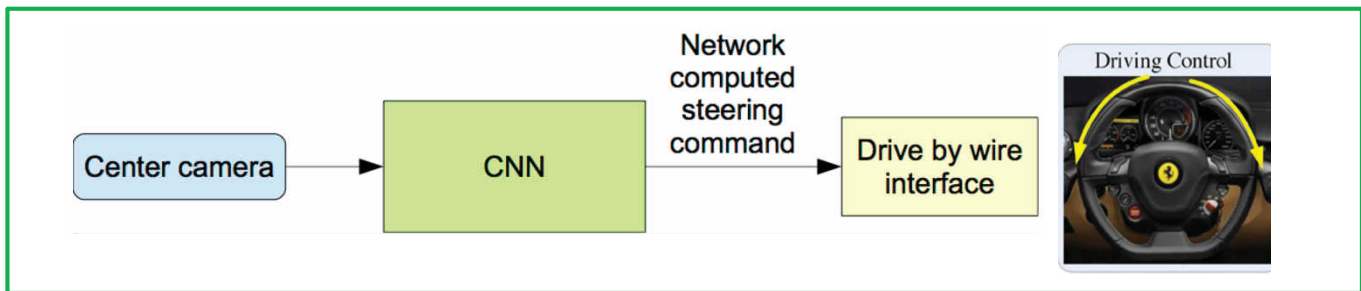 Center camera
CNN
Network
computed
steering
command
Drive by wire
interface
Driving Control